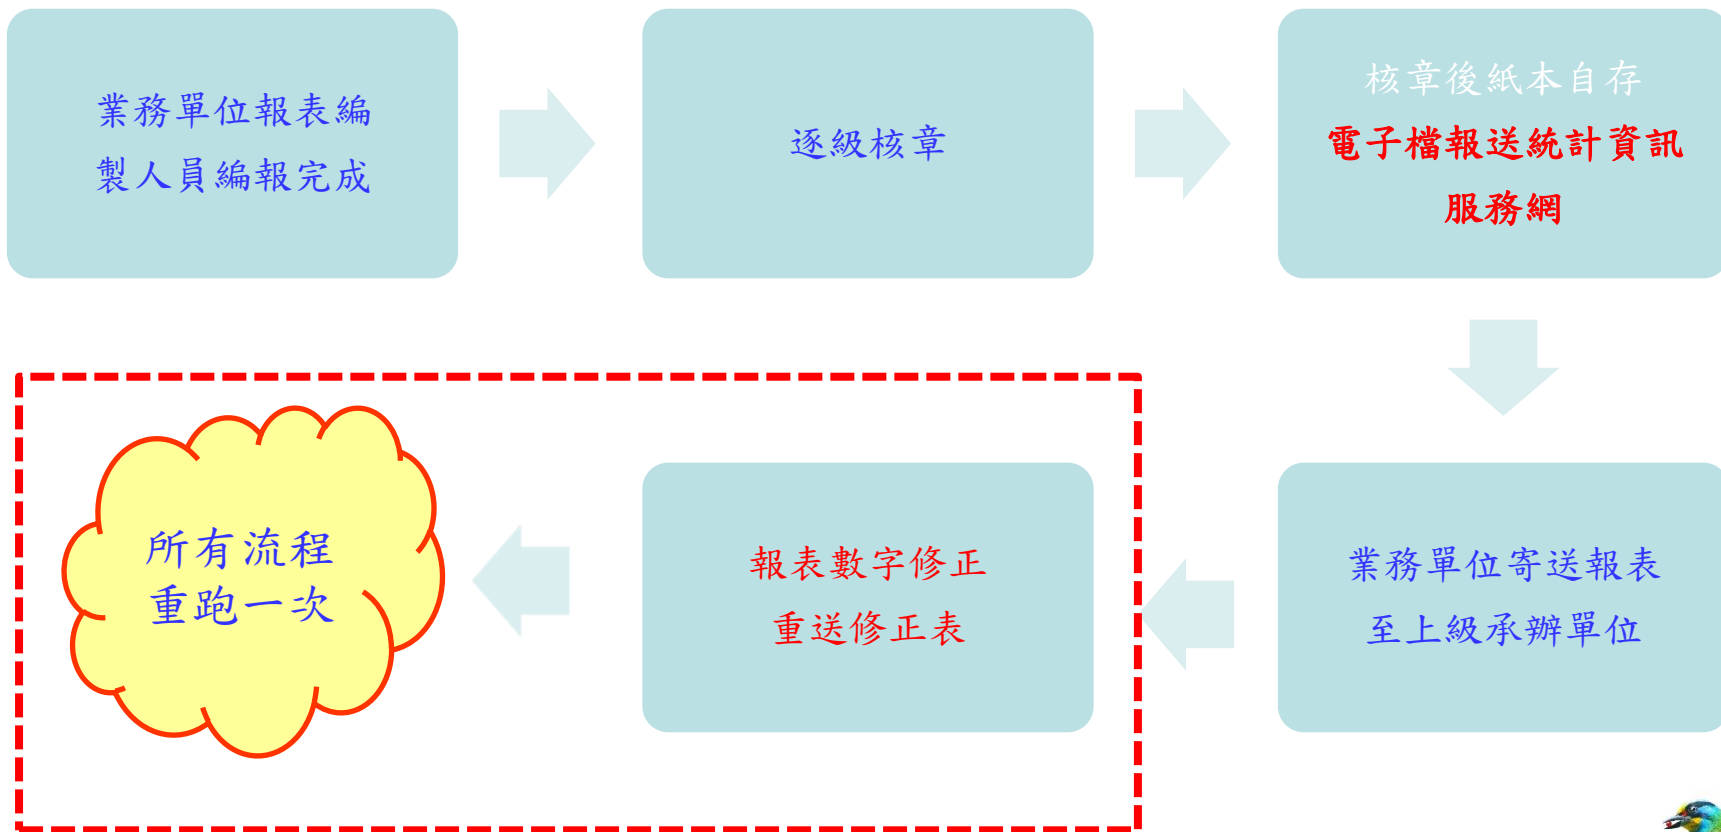 業務單位報表編
製人員編報完成
逐級核章
核章後紙本自存
電子檔報送統計資訊
服務網
業務單位寄送報表
至上級承辦單位
報表數字修正
重送修正表
所有流程
重跑一次